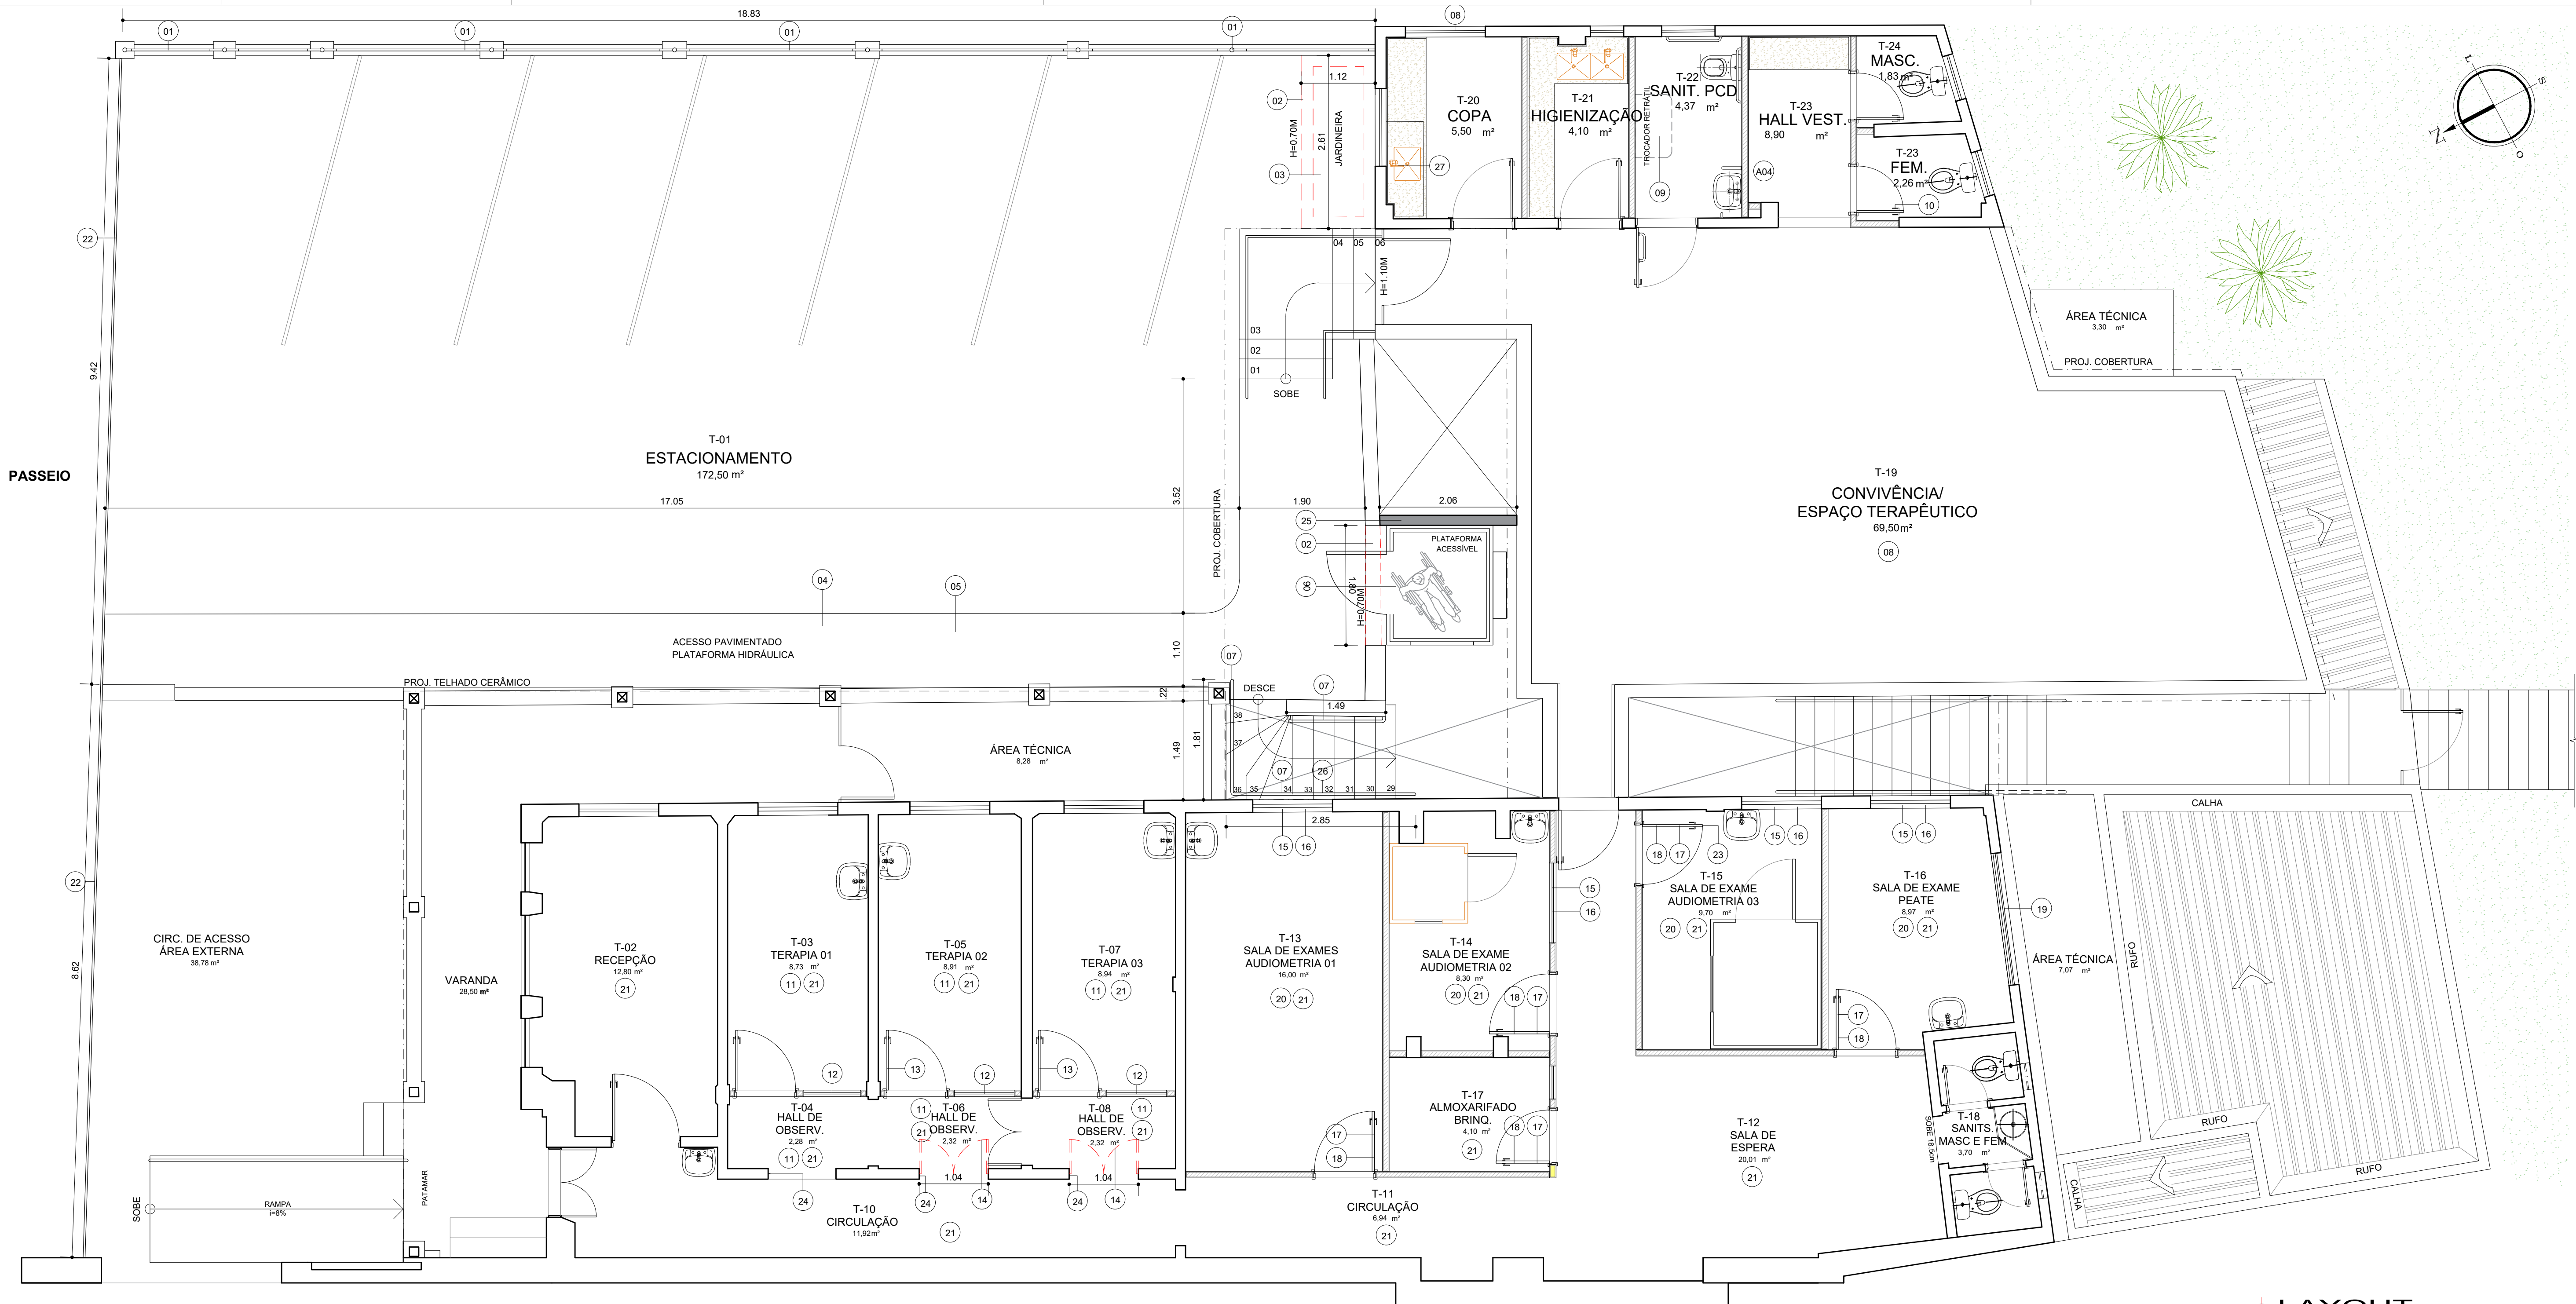 18.83
01
01
01
01
08
02
1.12
H=0.70M
2.61
JARDINEIRA
03
T-20
COPA
5,50 m²
27
T-21
HIGIENIZAÇÃO
4,10 m²
TROCADOR RETRÁTIL
T-22
SANIT. PCD
4,37 m²
09
T-23
HALL VEST.
8,90 m²
A04
T-24
MASC.
1,83 m²
T-23
FEM.
2,26 m²
10
L
S
N
O
22
9.42
04 05 06
H=1.10M
03
02
01
SOBE
ÁREA TÉCNICA
3,30 m²
PROJ. COBERTURA
PASSEIO
T-01
ESTACIONAMENTO
172,50 m²
17.05
3.52
PROJ. COBERTURA
1.90
2.06
25
02
06
1.80
H=0.70M
PLATAFORMA
ACESSÍVEL
T-19
CONVIVÊNCIA/
ESPAÇO TERAPÊUTICO
69,50m²
08
04
05
ACESSO PAVIMENTADO
PLATAFORMA HIDRÁULICA
1.10
PROJ. TELHADO CERÂMICO
.22
07
DESCE
07
1.49
38
37
1.49
1.81
ÁREA TÉCNICA
8,28 m²
07
26
36 35 34 33 32 31 30 29
2.85
15 16
CALHA
22
8.62
CIRC. DE ACESSO
ÁREA EXTERNA
38,78 m²
VARANDA
28,50 m²
T-02
RECEPÇÃO
12,80 m²
21
T-03
TERAPIA 01
8,73 m²
11 21
T-05
TERAPIA 02
8,91 m²
11 21
T-07
TERAPIA 03
8,94 m²
11 21
T-13
SALA DE EXAMES
AUDIOMETRIA 01
16,00 m²
20 21
T-14
SALA DE EXAME
AUDIOMETRIA 02
8,30 m²
20 21
18 17
15
16
18 17 23
15 16
T-15
SALA DE EXAME
AUDIOMETRIA 03
9,70 m²
20 21
15 16
T-16
SALA DE EXAME
PEATE
8,97 m²
20 21
17
18
19
ÁREA TÉCNICA
7,07 m²
RUFO
RUFO
RUFO
CALHA
12
13
12
13
12
T-04
HALL DE
OBSERV.
2,28 m²
11 21
11
T-06
HALL DE
OBSERV.
21
2,32 m²
T-08
HALL DE
OBSERV.
2,32 m²
11
21
24
24
1.04
14
24
1.04
14
17
18
T-17
ALMOXARIFADO
BRINQ.
4,10 m²
21
18 17
T-12
SALA DE
ESPERA
20,01 m²
21
SOBE 18.5cm
T-18
SANITS.
MASC E FEM
3,70 m²
SOBE
RAMPA
i=8%
PATAMAR
T-10
CIRCULAÇÃO
11,92m²
21
T-11
CIRCULAÇÃO
6,94 m²
21
LAYOUT